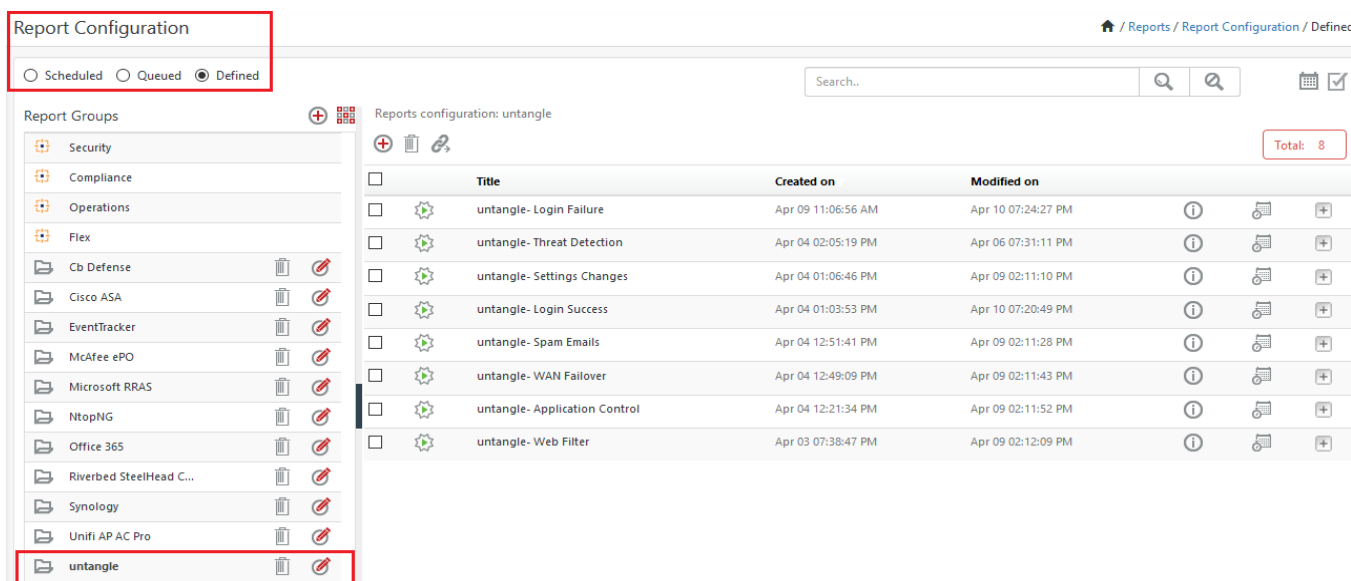 Report Configuration
/ Reports / Report Configuration / Defined
Scheduled Queued Defined
Search..
Report Groups
Security
Compliance
Operations
Flex
Cb Defense
Cisco ASA
EventTracker
McAfee ePO
Microsoft RRAS
NtopNG
Office 365
Riverbed SteelHead C...
Synology
Unifi AP AC Pro
untangle
Reports configuration: untangle
Total: 8
Title Created on Modified on
untangle- Login Failure Apr 09 11:06:56 AM Apr 10 07:24:27 PM
untangle- Threat Detection Apr 04 02:05:19 PM Apr 06 07:31:11 PM
untangle- Settings Changes Apr 04 01:06:46 PM Apr 09 02:11:10 PM
untangle- Login Success Apr 04 01:03:53 PM Apr 10 07:20:49 PM
untangle- Spam Emails Apr 04 12:51:41 PM Apr 09 02:11:28 PM
untangle- WAN Failover Apr 04 12:49:09 PM Apr 09 02:11:43 PM
untangle- Application Control Apr 04 12:21:34 PM Apr 09 02:11:52 PM
untangle- Web Filter Apr 03 07:38:47 PM Apr 09 02:12:09 PM